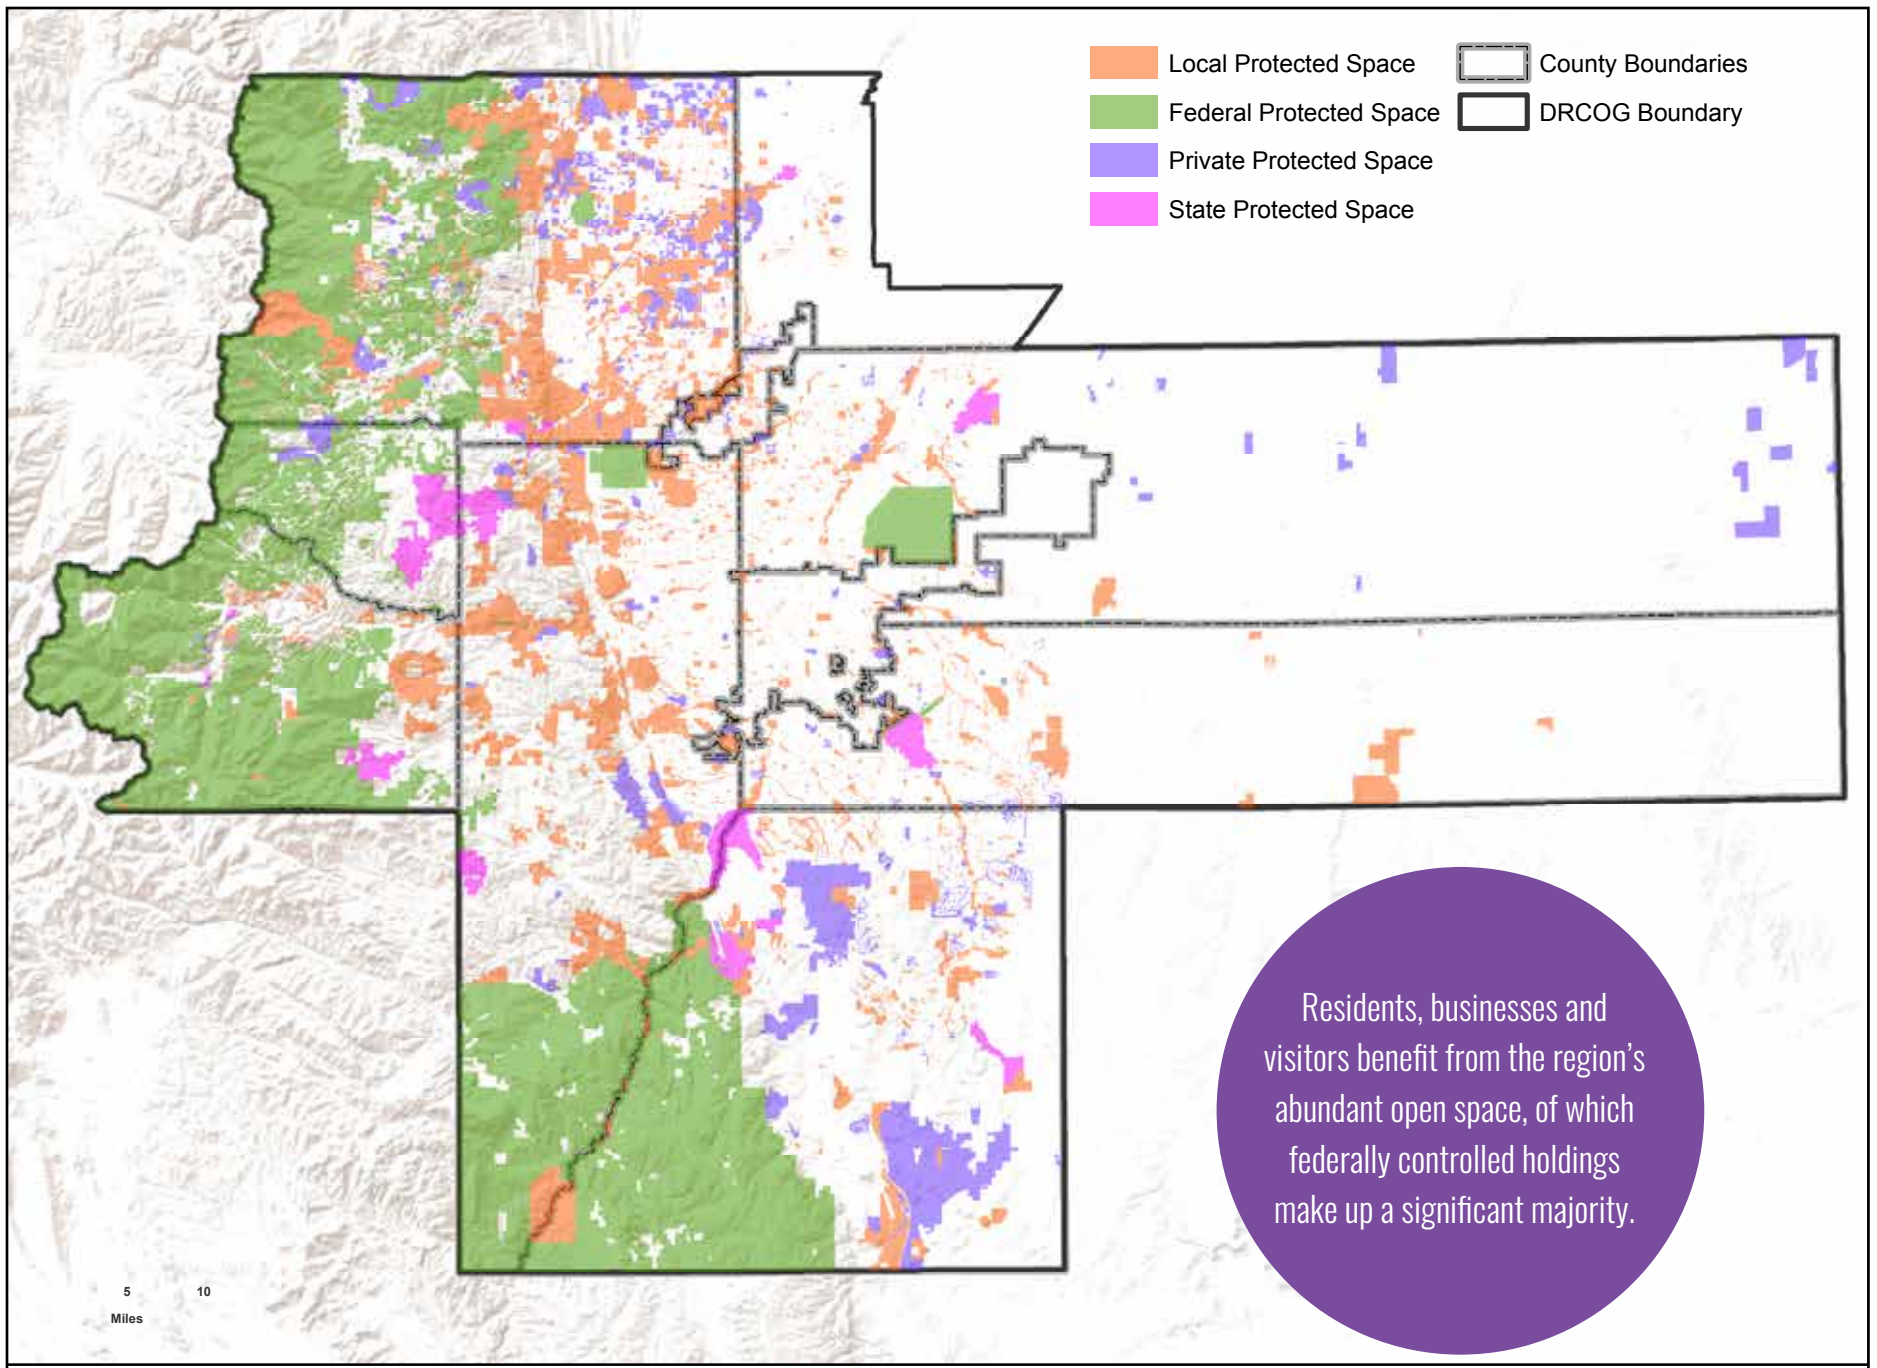 Local Protected Space
Federal Protected Space
Private Protected Space
State Protected Space
County Boundaries
DRCOG Boundary
Residents, businesses and
visitors benefit from the region’s
abundant open space, of which
federally controlled holdings
make up a significant majority.
5 10
Miles